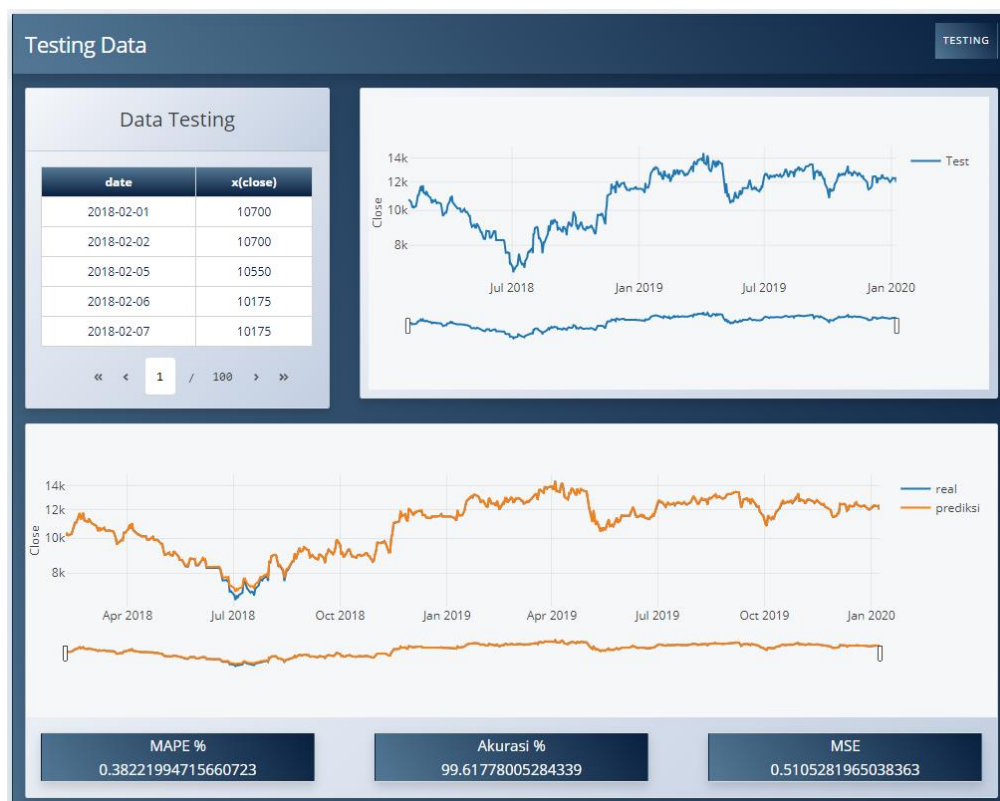 Testing Data
TESTING
Data Testing
date x(close)
2018-02-01 10700
2018-02-02 10700
2018-02-05 10550
2018-02-06 10175
2018-02-07 10175
« ‹ 1 / 100 › »
14k
12k
10k
8k
Close
Jul 2018 Jan 2019 Jul 2019 Jan 2020
Test
14k
12k
10k
8k
Close
Apr 2018 Jul 2018 Oct 2018 Jan 2019 Apr 2019 Jul 2019 Oct 2019 Jan 2020
real
prediksi
MAPE %
0.38221994715660723
Akurasi %
99.61778005284339
MSE
0.5105281965038363